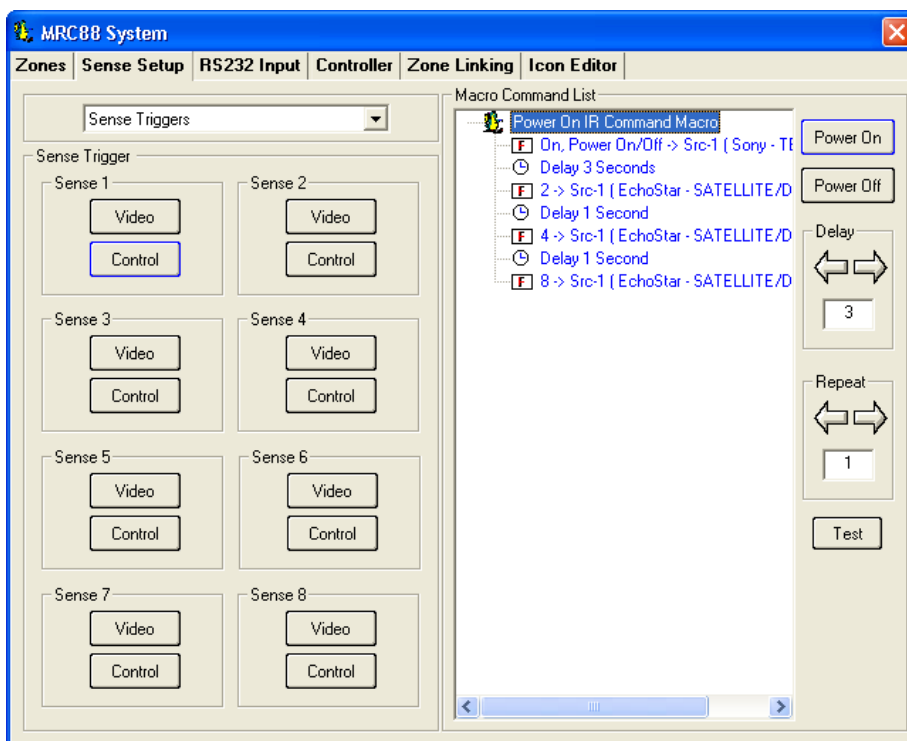 MRC88 System
Zones Sense Setup RS232 Input Controller Zone Linking Icon Editor
Sense Triggers
Sense Trigger
Sense 1
Video
Control
Sense 2
Video
Control
Sense 3
Video
Control
Sense 4
Video
Control
Sense 5
Video
Control
Sense 6
Video
Control
Sense 7
Video
Control
Sense 8
Video
Control
Macro Command List
Power On IR Command Macro
F On, Power On/Off -> Src-1 ( Sony - TE
Delay 3 Seconds
F 2 -> Src-1 ( EchoStar - SATELLITE/D
Delay 1 Second
F 4 -> Src-1 ( EchoStar - SATELLITE/D
Delay 1 Second
F 8 -> Src-1 ( EchoStar - SATELLITE/D
Power On
Power Off
Delay
3
Repeat
1
Test